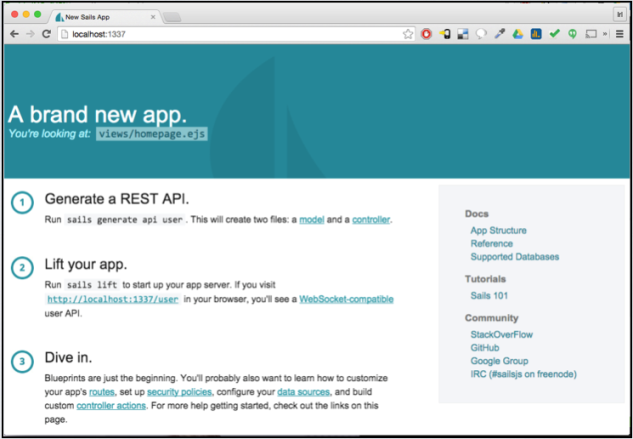 New Sails App
localhost:1337
A brand new app.
You're looking at: views/homepage.ejs
1
Generate a REST API.
Run sails generate api user. This will create two files: a model and a controller.
2
Lift your app.
Run sails lift to start up your app server. If you visit
http://localhost:1337/user in your browser, you'll see a WebSocket-compatible
user API.
3
Dive in.
Blueprints are just the beginning. You'll probably also want to learn how to customize
your app's routes, set up security policies, configure your data sources, and build
custom controller actions. For more help getting started, check out the links on this
page.
Docs
App Structure
Reference
Supported Databases
Tutorials
Sails 101
Community
StackOverFlow
GitHub
Google Group
IRC (#sailsjs on freenode)